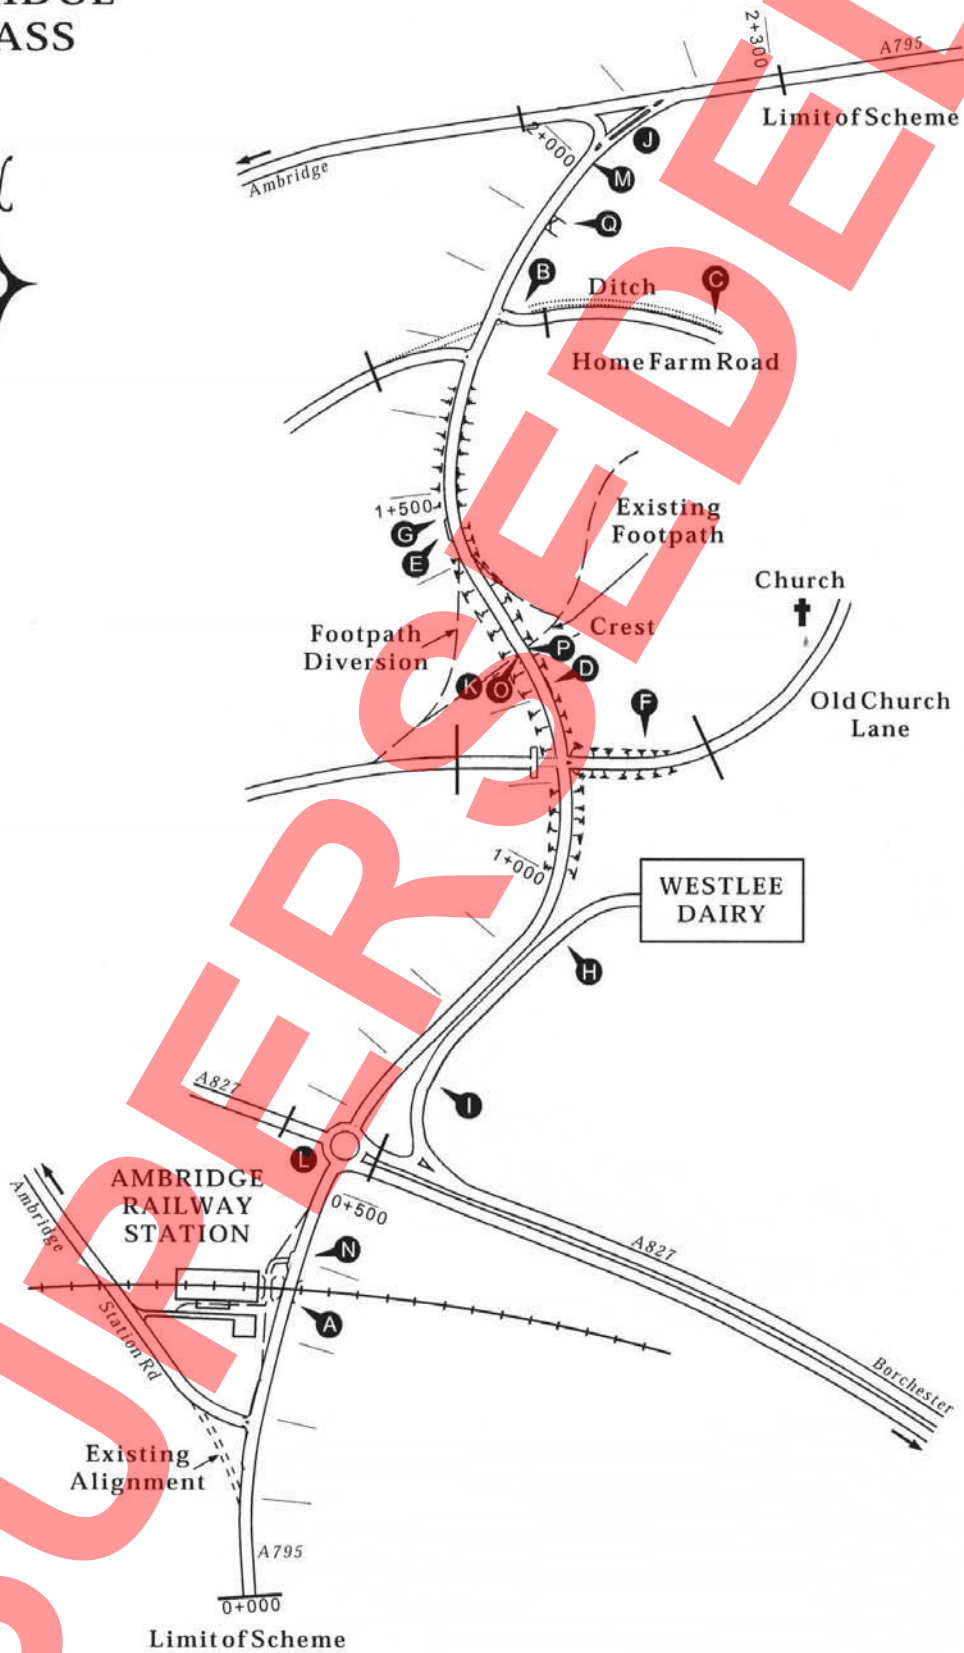 ASS
2+300
A795
Limit of Scheme
J
2+000
Ambridge
M
Q
B
Ditch
C
Home Farm Road
1+500
G
E
Existing
Footpath
Church
Footpath
Diversion
Crest
P
D
K
O
F
Old Church
Lane
1+000
WESTLEE
DAIRY
H
A827
I
L
AMBRIDGE
RAILWAY
STATION
Ambridge
0+500
N
A827
A
Station Rd
Borchester
Existing
Alignment
A795
0+000
Limit of Scheme
SUPERSEDED